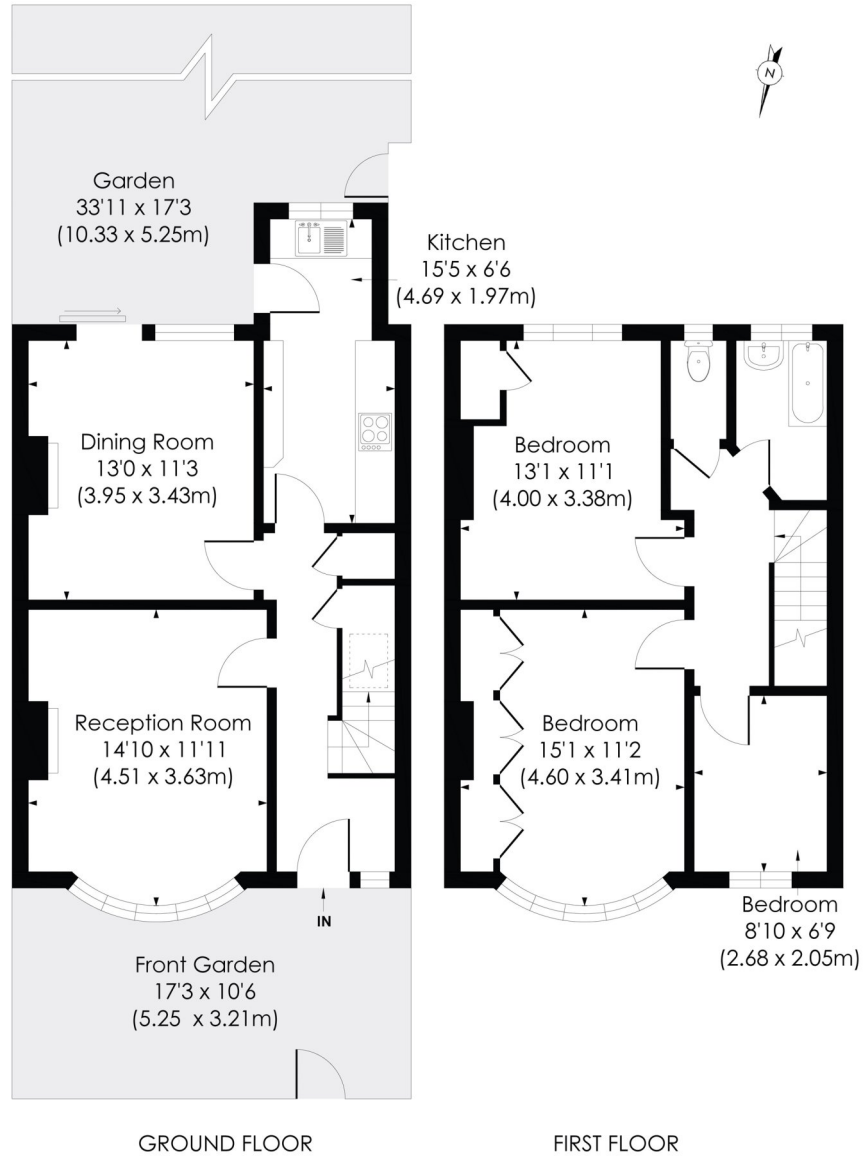 N
Garden
33'11 x 17'3
(10.33 x 5.25m)
Kitchen
15'5 x 6'6
(4.69 x 1.97m)
Dining Room
13'0 x 11'3
(3.95 x 3.43m)
Bedroom
13'1 x 11'1
(4.00 x 3.38m)
Reception Room
14'10 x 11'11
(4.51 x 3.63m)
Bedroom
15'1 x 11'2
(4.60 x 3.41m)
Bedroom
8'10 x 6'9
(2.68 x 2.05m)
IN
Front Garden
17'3 x 10'6
(5.25 x 3.21m)
GROUND FLOOR
FIRST FLOOR